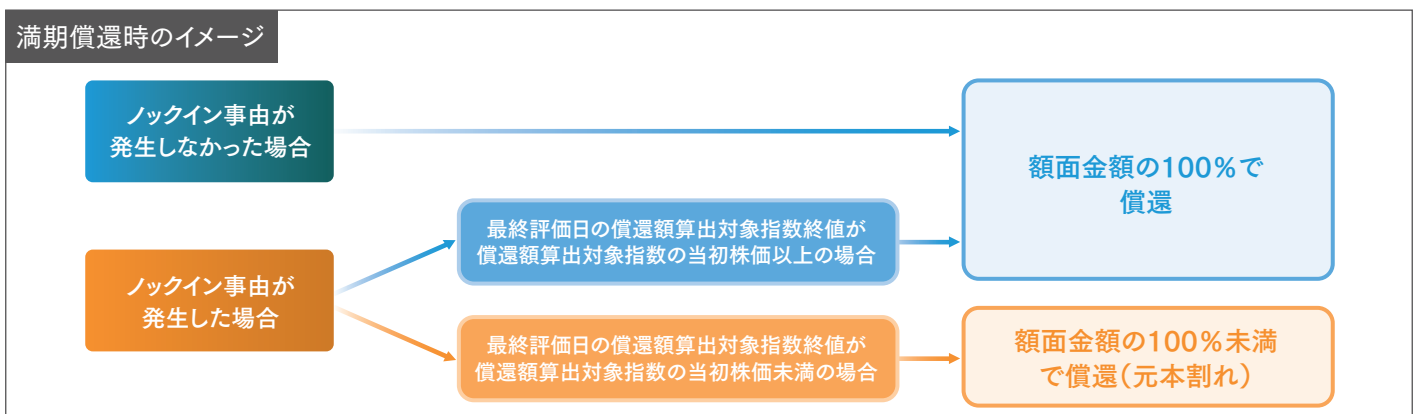 満期償還時のイメージ
ノックイン事由が
発生しなかった場合
額面金額の100%で
償還
最終評価日の償還額算出対象指数終値が
償還額算出対象指数の当初株価以上の場合
ノックイン事由が
発生した場合
最終評価日の償還額算出対象指数終値が
償還額算出対象指数の当初株価未満の場合
額面金額の100%未満
で償還(元本割れ)